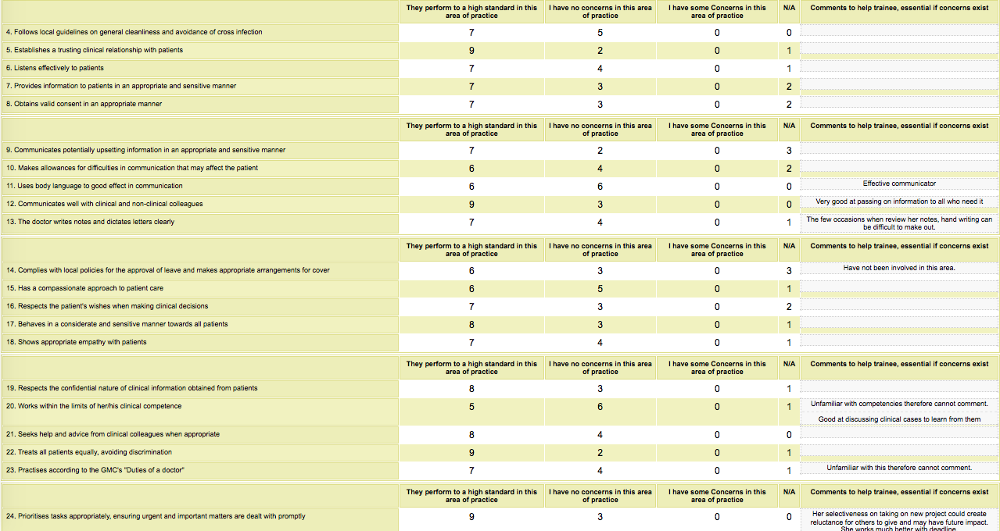 They perform to a high standard in this area of practice I have no concerns in this area of practice I have some Concerns in this area of practice N/A Comments to help trainee, essential if concerns exist
4. Follows local guidelines on general cleanliness and avoidance of cross infection 7 5 0 0
5. Establishes a trusting clinical relationship with patients 9 2 0 1
6. Listens effectively to patients 7 4 0 1
7. Provides information to patients in an appropriate and sensitive manner 7 3 0 2
8. Obtains valid consent in an appropriate manner 7 3 0 2
They perform to a high standard in this area of practice I have no concerns in this area of practice I have some Concerns in this area of practice N/A Comments to help trainee, essential if concerns exist
9. Communicates potentially upsetting information in an appropriate and sensitive manner 7 2 0 3
10. Makes allowances for difficulties in communication that may affect the patient 6 4 0 2
11. Uses body language to good effect in communication 6 6 0 0 Effective communicator
12. Communicates well with clinical and non-clinical colleagues 9 3 0 0 Very good at passing on information to all who need it
13. The doctor writes notes and dictates letters clearly 7 4 0 1 The few occasions when review her notes, hand writing can
be difficult to make out.
They perform to a high standard in this area of practice I have no concerns in this area of practice I have some Concerns in this area of practice N/A Comments to help trainee, essential if concerns exist
14. Complies with local policies for the approval of leave and makes appropriate arrangements for cover 6 3 0 3 Have not been involved in this area.
15. Has a compassionate approach to patient care 6 5 0 1
16. Respects the patient's wishes when making clinical decisions 7 3 0 2
17. Behaves in a considerate and sensitive manner towards all patients 8 3 0 1
18. Shows appropriate empathy with patients 7 4 0 1
They perform to a high standard in this area of practice I have no concerns in this area of practice I have some Concerns in this area of practice N/A Comments to help trainee, essential if concerns exist
19. Respects the confidential nature of clinical information obtained from patients 8 3 0 1
20. Works within the limits of her/his clinical competence 5 6 0 1 Unfamiliar with competencies therefore cannot comment.
Good at discussing clinical cases to learn from them
21. Seeks help and advice from clinical colleagues when appropriate 8 4 0 0
22. Treats all patients equally, avoiding discrimination 9 2 0 1
23. Practises according to the GMC's "Duties of a doctor" 7 4 0 1 Unfamiliar with this therefore cannot comment.
They perform to a high standard in this area of practice I have no concerns in this area of practice I have some Concerns in this area of practice N/A Comments to help trainee, essential if concerns exist
24. Prioritises tasks appropriately, ensuring urgent and important matters are dealt with promptly 9 3 0 0 Her selectiveness on taking on new project could create
reluctance for others to give and may have future impact.
She works much better with deadline